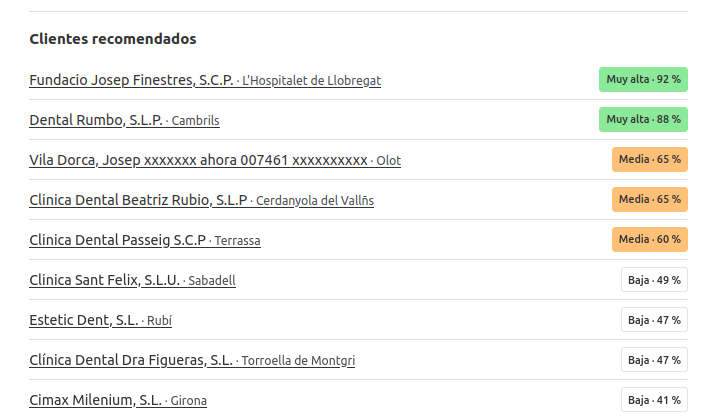 Clientes recomendados
Fundacio Josep Finestres, S.C.P. · L'Hospitalet de Llobregat Muy alta · 92 %
Dental Rumbo, S.L.P. · Cambrils Muy alta · 88 %
Vila Dorca, Josep xxxxxxx ahora 007461 xxxxxxxxxx · Olot Media · 65 %
Clinica Dental Beatriz Rubio, S.L.P · Cerdanyola del Vallñs Media · 65 %
Clinica Dental Passeig S.C.P · Terrassa Media · 60 %
Clinica Sant Felix, S.L.U. · Sabadell Baja · 49 %
Estetic Dent, S.L. · Rubí Baja · 47 %
Clínica Dental Dra Figueras, S.L. · Torroella de Montgri Baja · 47 %
Cimax Milenium, S.L. · Girona Baja · 41 %